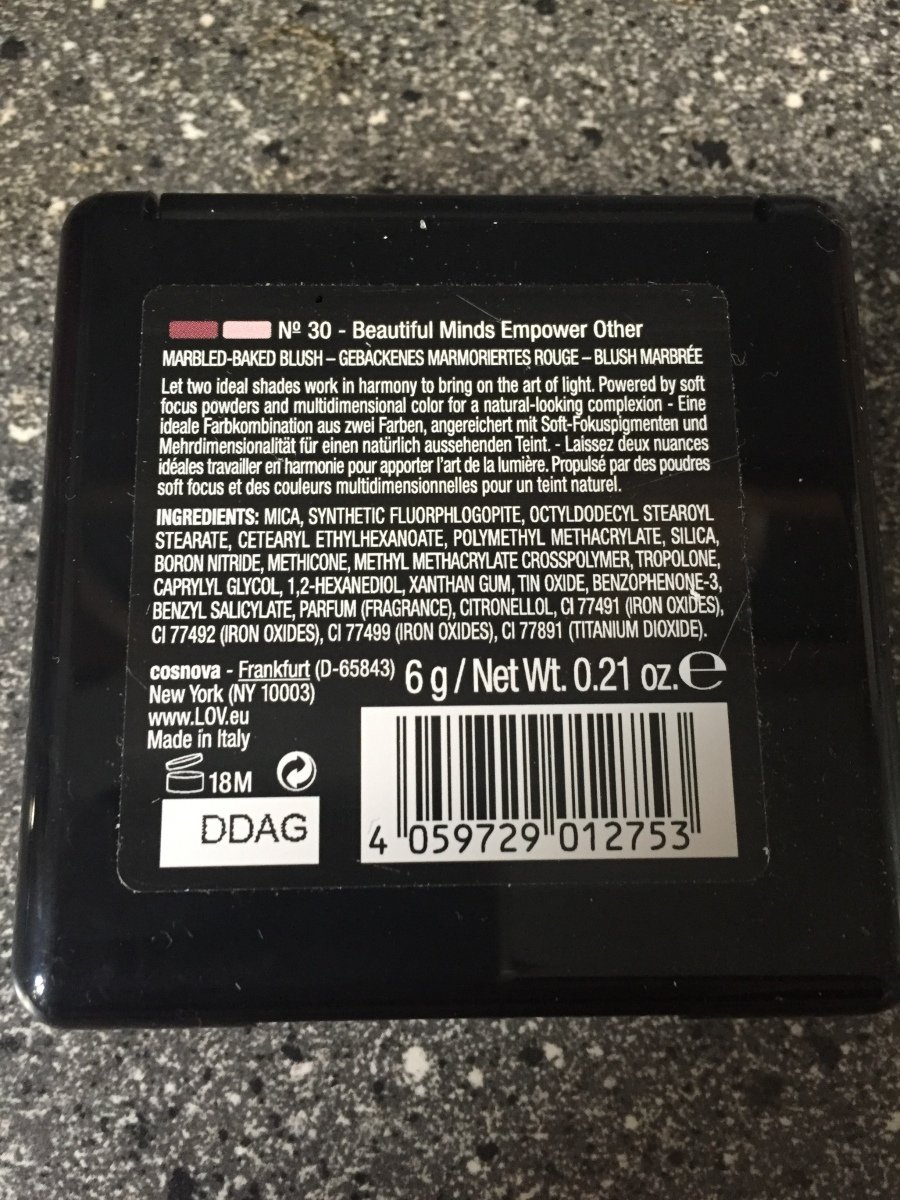 Nº 30 - Beautiful Minds Empower Other
MARBLED-BAKED BLUSH – GEBACKENES MARMORIERTES ROUGE – BLUSH MARBRÉE
Let two ideal shades work in harmony to bring on the art of light. Powered by soft
focus powders and multidimensional color for a natural-looking complexion - Eine
ideale Farbkombination aus zwei Farben, angereichert mit Soft-Fokuspigmenten und
Mehrdimensionalität für einen natürlich aussehenden Teint. - Laissez deux nuances
idéales travailler en harmonie pour apporter l'art de la lumière. Propulsé par des poudres
soft focus et des couleurs multidimensionnelles pour un teint naturel.
INGREDIENTS: MICA, SYNTHETIC FLUORPHLOGOPITE, OCTYLDODECYL STEAROYL
STEARATE, CETEARYL ETHYLHEXANOATE, POLYMETHYL METHACRYLATE, SILICA,
BORON NITRIDE, METHICONE, METHYL METHACRYLATE CROSSPOLYMER, TROPOLONE,
CAPRYLYL GLYCOL, 1,2-HEXANEDIOL, XANTHAN GUM, TIN OXIDE, BENZOPHENONE-3,
BENZYL SALICYLATE, PARFUM (FRAGRANCE), CITRONELLOL, CI 77491 (IRON OXIDES),
CI 77492 (IRON OXIDES), CI 77499 (IRON OXIDES), CI 77891 (TITANIUM DIOXIDE).
cosnova - Frankfurt (D-65843)
New York (NY 10003)
www.LOV.eu
Made in Italy
6 g / Net Wt. 0.21 oz. e
18M
DDAG
4 059729 012753